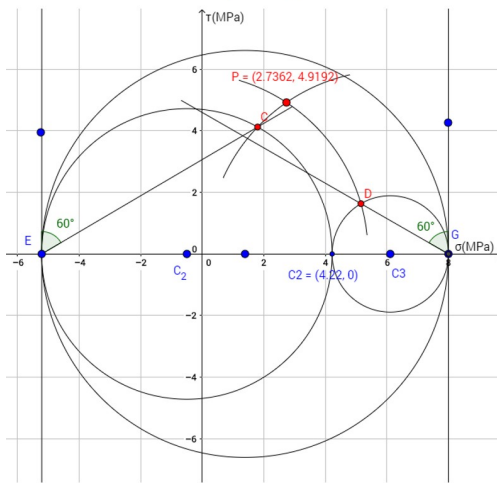 τ(MPa)
6
P = (2.7362, 4.9192)
C
4
2
D
60°
60°
E
G
σ(MPa)
−6
−4
−2
0
0
2
4
6
8
C₂
C2 = (4.22, 0)
C3
−2
−4
−6